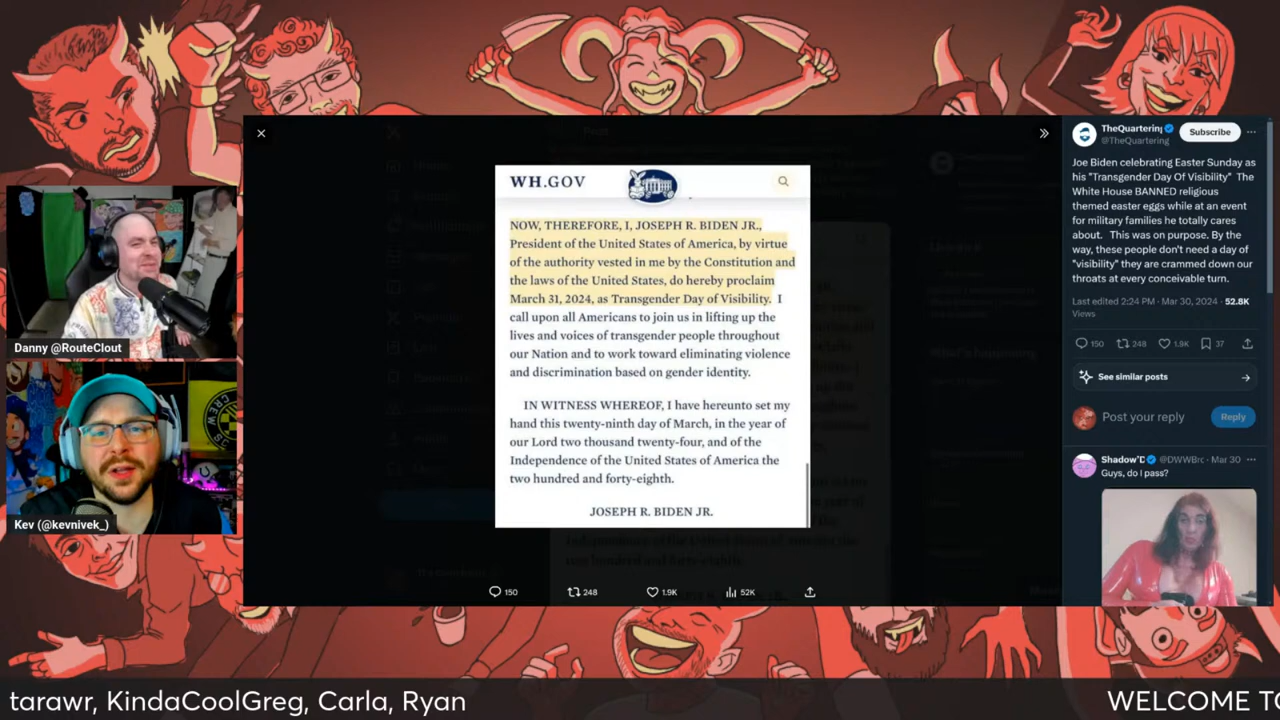 WH.GOV
NOW, THEREFORE, I, JOSEPH R. BIDEN JR.,
President of the United States of America, by virtue
of the authority vested in me by the Constitution and
the laws of the United States, do hereby proclaim
March 31, 2024, as Transgender Day of Visibility. I
call upon all Americans to join us in lifting up the
lives and voices of transgender people throughout
our Nation and to work toward eliminating violence
and discrimination based on gender identity.
IN WITNESS WHEREOF, I have hereunto set my
hand this twenty-ninth day of March, in the year of
our Lord two thousand twenty-four, and of the
Independence of the United States of America the
two hundred and forty-eighth.
JOSEPH R. BIDEN JR.
150 248 1.9K 52K
TheQuartering
Subscribe
@TheQuartering
Joe Biden celebrating Easter Sunday as
his "Transgender Day Of Visibility" The
White House BANNED religious
themed easter eggs while at an event
for military families he totally cares
about. This was on purpose. By the
way, these people don't need a day of
"visibility" they are crammed down our
throats at every conceivable turn.
Last edited 2:24 PM · Mar 30, 2024 · 52.8K
Views
150 248 1.9K 37
See similar posts
Post your reply
Reply
Shadow'D @DWWBrc · Mar 30
Guys, do I pass?
Danny @RouteClout
Kev (@kevnivek_)
tarawr, KindaCoolGreg, Carla, Ryan
WELCOME TO